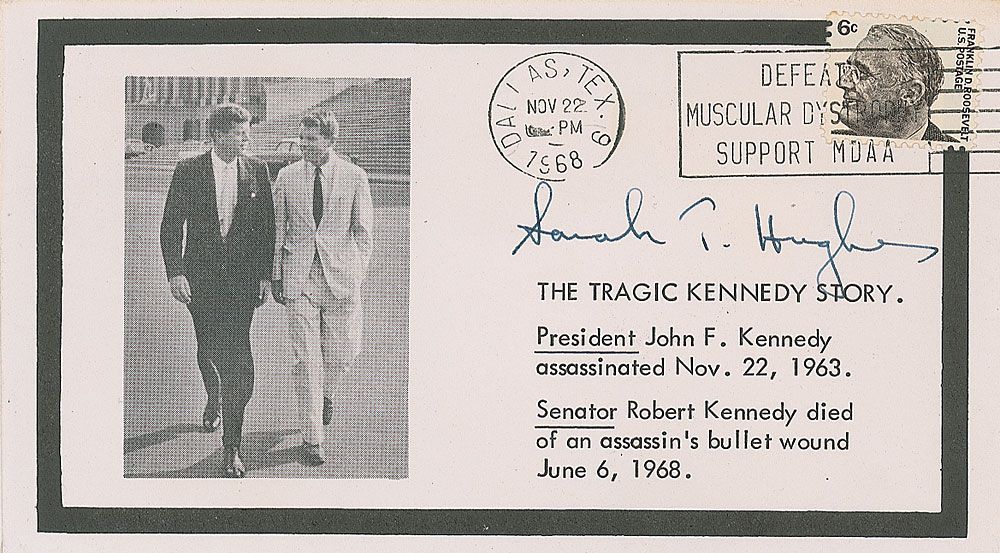 6c
FRANKLIN D. ROOSEVELT
U.S. POSTAGE
DALLAS, TEX. 9
NOV 22
PM
1968
DEFEAT
MUSCULAR DYSTROPHY
SUPPORT MDAA
Sarah T. Hughes
THE TRAGIC KENNEDY STORY.
President John F. Kennedy
assassinated Nov. 22, 1963.
Senator Robert Kennedy died
of an assassin's bullet wound
June 6, 1968.